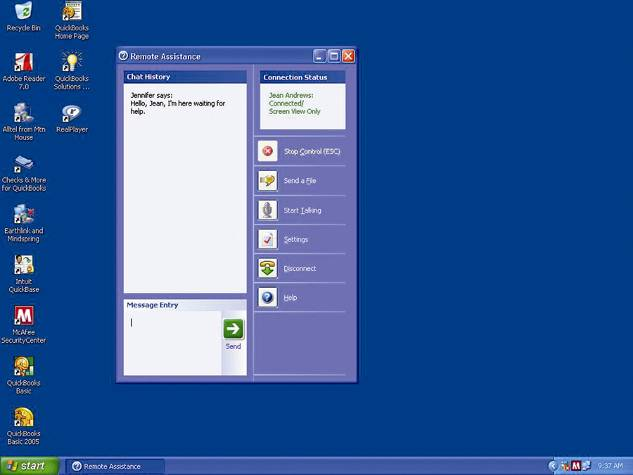 Recycle Bin
QuickBooks
Home Page
Adobe Reader
7.0
QuickBooks
Solutions ...
Alltel from Mtn
House
RealPlayer
Checks & More
for QuickBooks
Earthlink and
Mindspring
Intuit
QuickBase
McAfee
SecurityCenter
QuickBooks
Basic
QuickBooks
Basic 2005
Remote Assistance
Chat History
Jennifer says:
Hello, Jean, I'm here waiting for
help.
Connection Status
Jean Andrews:
Connected/
Screen View Only
Stop Control (ESC)
Send a File
Start Talking
Settings
Disconnect
Help
Message Entry
Send
start
Remote Assistance
9:37 AM